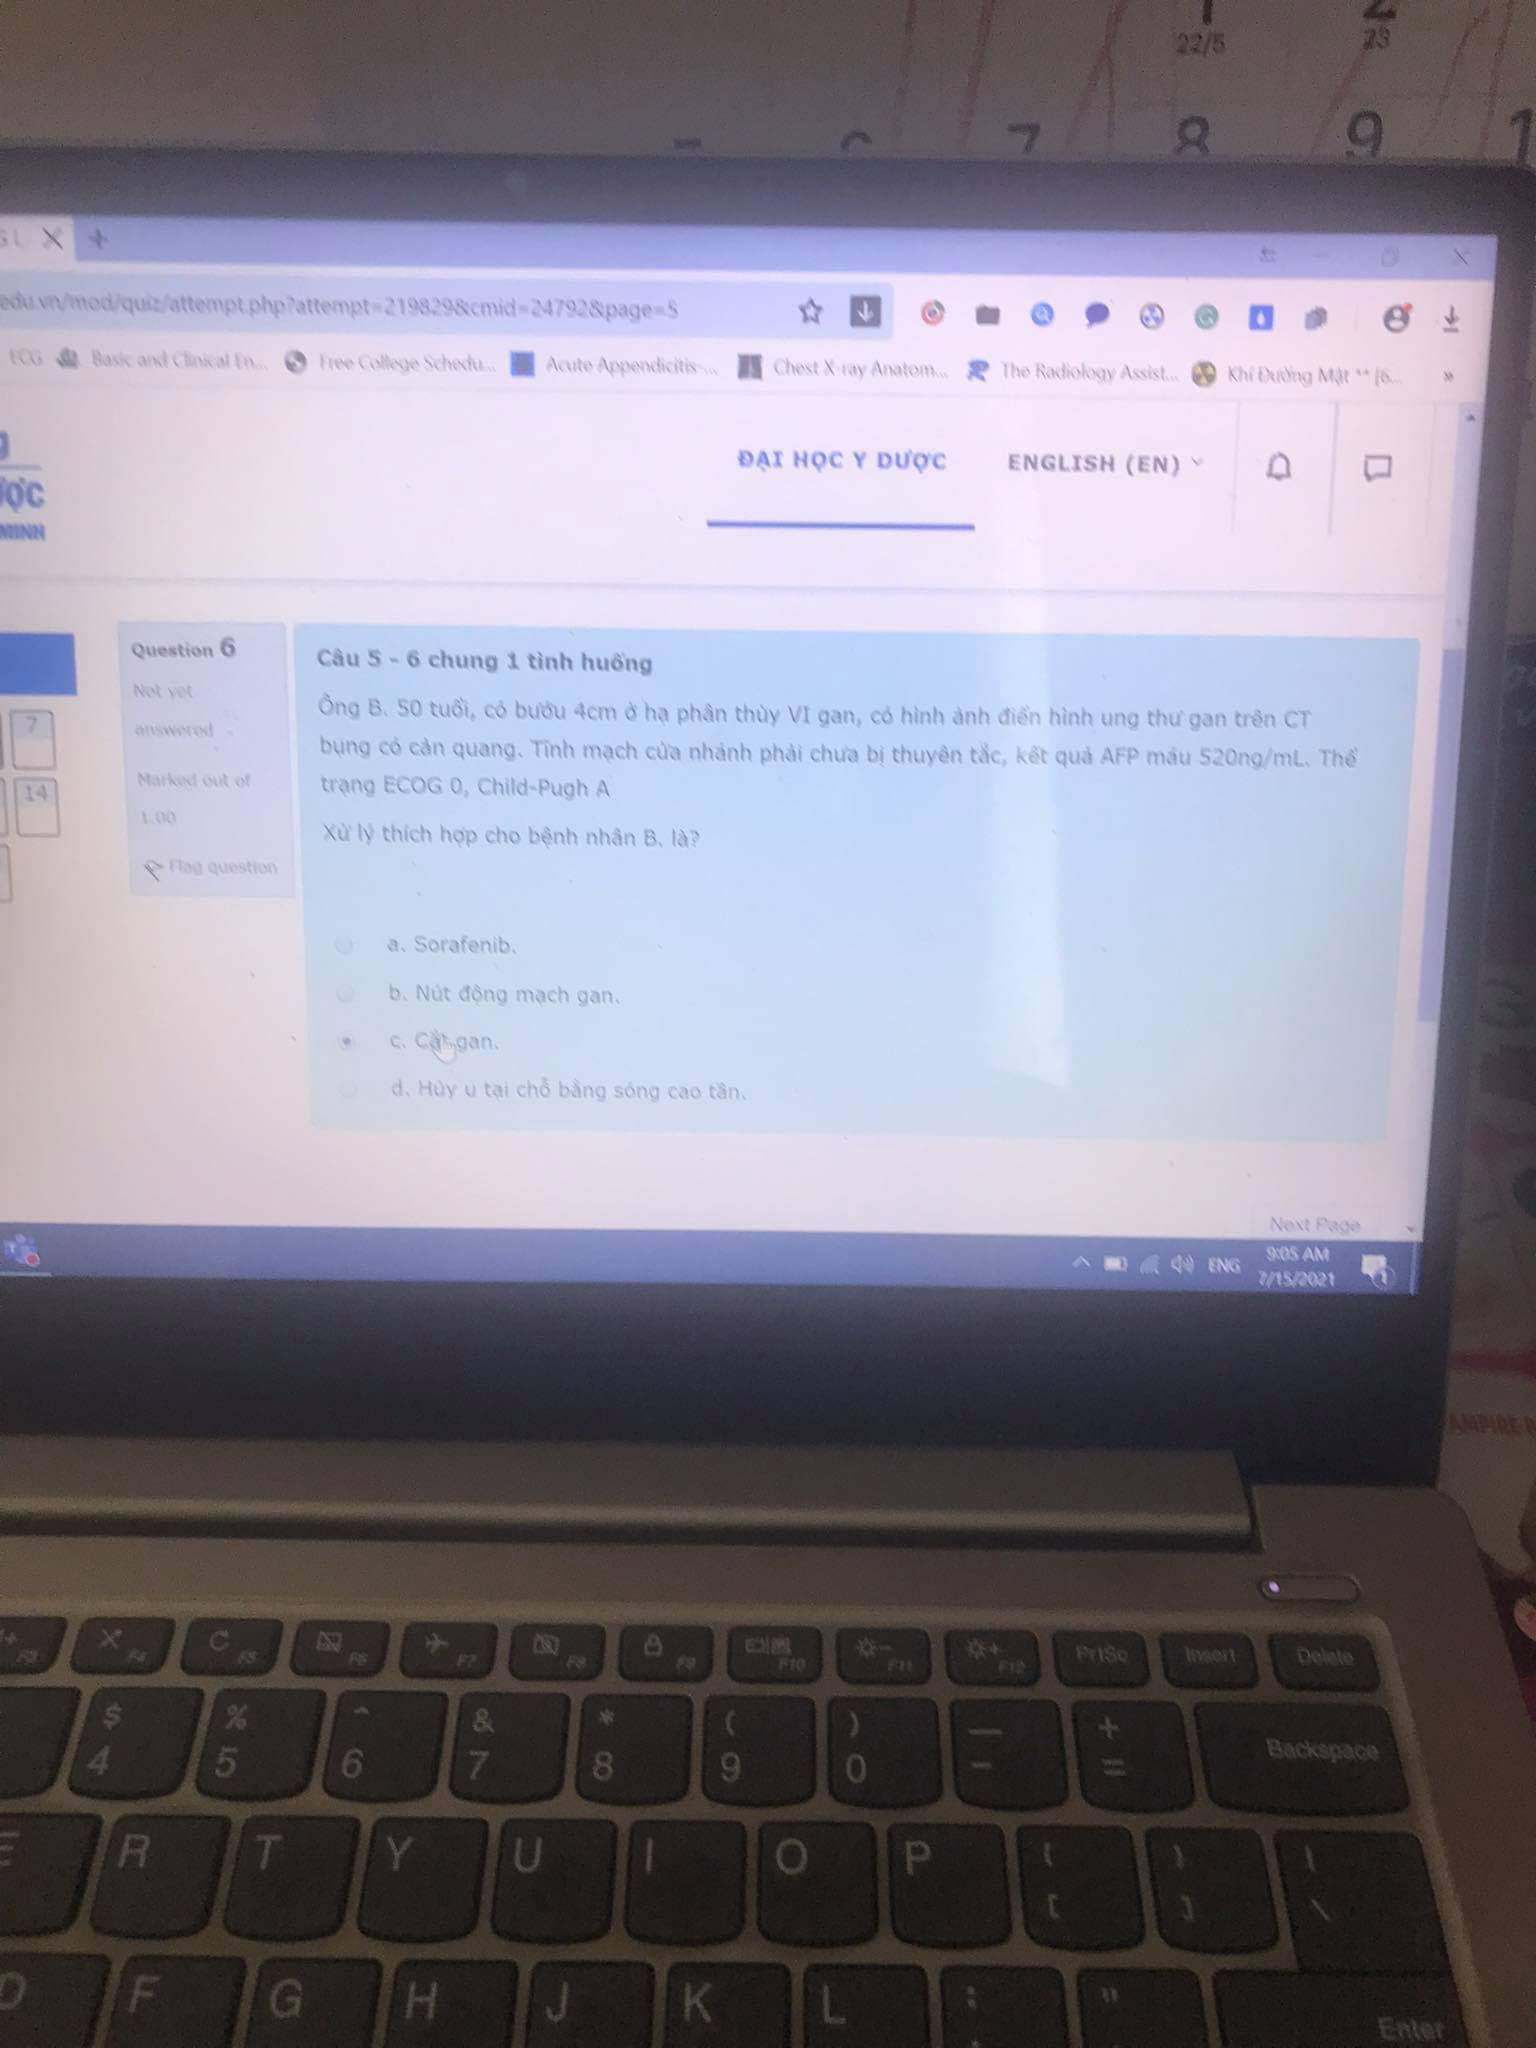 22/5
23
7
8
9
edu.vn/mod/quiz/attempt.php?attempt=219829&cmid=24792&page=5
ECG
Basic and Clinical En...
Free College Schedu...
Acute Appendicitis-...
Chest X-ray Anatom...
The Radiology Assist...
Khí Đường Mật ** [6...
»
ƯỢC
MINH
ĐẠI HỌC Y DƯỢC
ENGLISH (EN)
7
14
Question 6
Not yet
answered
Marked out of
1.00
Flag question
Câu 5 - 6 chung 1 tình huống
Ông B. 50 tuổi, có bướu 4cm ở hạ phân thùy VI gan, có hình ảnh điển hình ung thư gan trên CT
bụng có cản quang. Tĩnh mạch cửa nhánh phải chưa bị thuyên tắc, kết quả AFP máu 520ng/mL. Thể
trạng ECOG 0, Child-Pugh A
Xử lý thích hợp cho bệnh nhân B. là?
a. Sorafenib.
b. Nút động mạch gan.
c. Cắt gan.
d. Hủy u tại chỗ bằng sóng cao tần.
Next Page
ENG
9:05 AM
7/15/2021
F3
F4
F5
F6
F7
F8
F9
F10
F11
F12
PrtSc
Insert
Delete
$ 4
% 5
^ 6
& 7
* 8
( 9
) 0
— -
+ =
Backspace
E
R
T
Y
U
I
O
P
{ [
} ]
| \
D
F
G
H
J
K
L
: ;
"
Enter